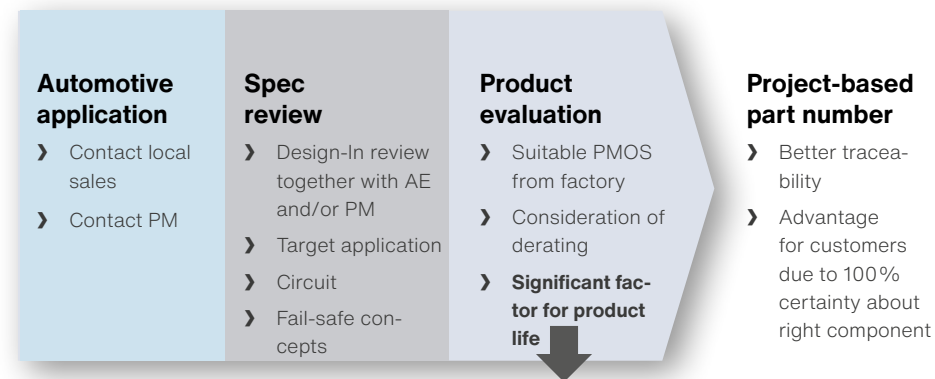 Automotive
application
❯ Contact local
sales
❯ Contact PM
Spec
review
❯ Design-In review
together with AE
and/or PM
❯ Target application
❯ Circuit
❯ Fail-safe con-
cepts
Product
evaluation
❯ Suitable PMOS
from factory
❯ Consideration of
derating
❯ Significant fac-
tor for product
life
Project-based
part number
❯ Better tracea-
bility
❯ Advantage
for customers
due to 100 %
certainty about
right component